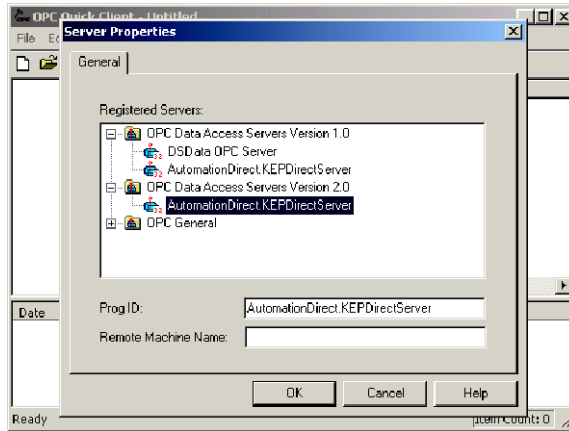 OPC Quick Client - Untitled
File
Server Properties
General
Registered Servers:
OPC Data Access Servers Version 1.0
DSData OPC Server
AutomationDirect.KEPDirectServer
OPC Data Access Servers Version 2.0
AutomationDirect.KEPDirectServer
OPC General
Date
Prog ID:
AutomationDirect.KEPDirectServer
Remote Machine Name:
OK
Cancel
Help
Ready
Item Count: 0